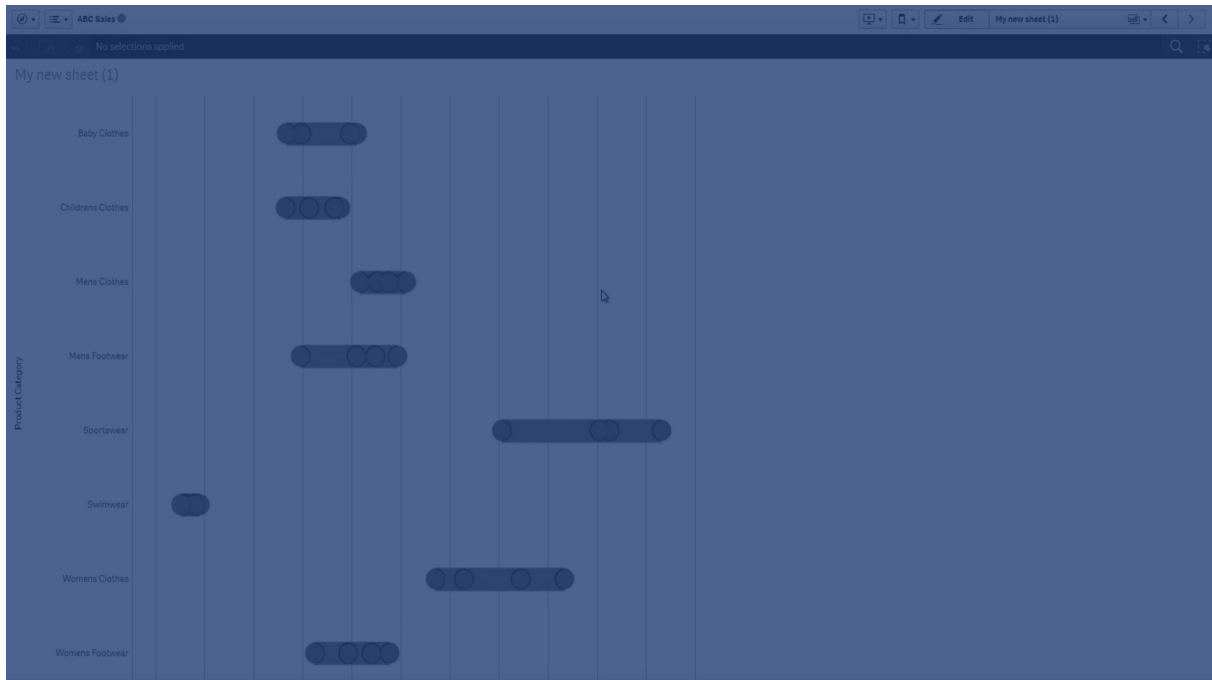 ABC Sales
Edit
My new sheet (1)
No selections applied
My new sheet (1)
Product Category
Baby Clothes
Childrens Clothes
Mens Clothes
Mens Footwear
Sportswear
Swimwear
Womens Clothes
Womens Footwear